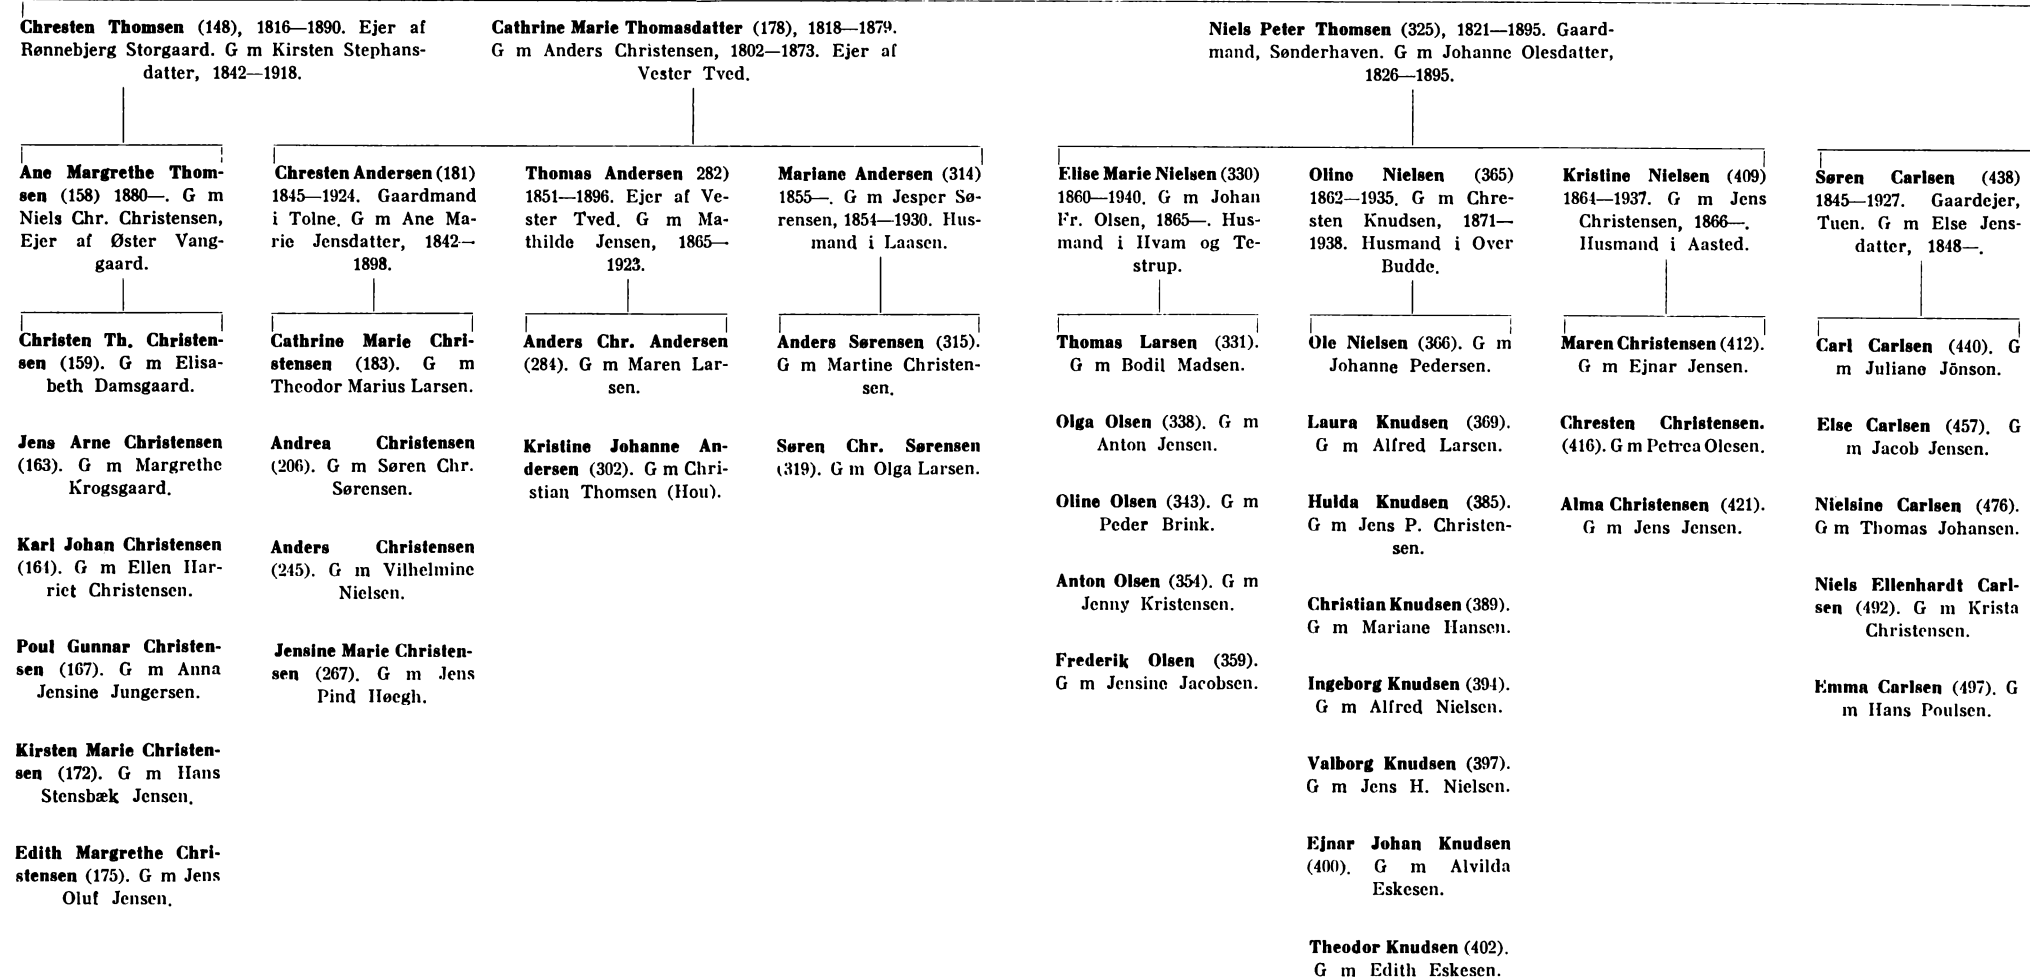 Chresten Thomsen (148), 1816—1890. Ejer af
Rønnebjerg Storgaard. G m Kirsten Stephans-
datter, 1842—1918.
Cathrine Marie Thomasdatter (178), 1818—1879.
G m Anders Christensen, 1802—1873. Ejer af
Vester Tved.
Niels Peter Thomsen (325), 1821—1895. Gaard-
mand, Sønderhaven. G m Johanne Olesdatter,
1826—1895.
Ane Margrethe Thom-
sen (158) 1880—. G m
Niels Chr. Christensen,
Ejer af Øster Vang-
gaard.
Chresten Andersen (181)
1845—1924. Gaardmand
i Tolne. G m Ane Ma-
rie Jensdatter, 1842—
1898.
Thomas Andersen 282)
1851—1896. Ejer af Ve-
ster Tved. G m Ma-
thilde Jensen, 1865—
1923.
Mariane Andersen (314)
1855—. G m Jesper Sø-
rensen, 1854—1930. Hus-
mand i Laasen.
Elise Marie Nielsen (330)
1860—1940. G m Johan
Fr. Olsen, 1865—. Hus-
mand i Hvam og Te-
strup.
Oline Nielsen (365)
1862—1935. G m Chre-
sten Knudsen, 1871—
1938. Husmand i Over
Budde.
Kristine Nielsen (409)
1864—1937. G m Jens
Christensen, 1866—.
Husmand i Aasted.
Søren Carlsen (438)
1845—1927. Gaardejer,
Tuen. G m Else Jens-
datter, 1848—.
Christen Th. Christen-
sen (159). G m Elisa-
beth Damsgaard.
Jens Arne Christensen
(163). G m Margrethe
Krogsgaard.
Karl Johan Christensen
(164). G m Ellen Har-
riet Christensen.
Poul Gunnar Christen-
sen (167). G m Anna
Jensine Jungersen.
Kirsten Marie Christen-
sen (172). G m Hans
Stensbæk Jensen.
Edith Margrethe Chri-
stensen (175). G m Jens
Oluf Jensen.
Cathrine Marie Chri-
stensen (183). G m
Theodor Marius Larsen.
Andrea Christensen
(206). G m Søren Chr.
Sørensen.
Anders Christensen
(245). G m Vilhelmine
Nielsen.
Jensine Marie Christen-
sen (267). G m Jens
Pind Høegh.
Anders Chr. Andersen
(284). G m Maren Lar-
sen.
Kristine Johanne An-
dersen (302). G m Chri-
stian Thomsen (Hou).
Anders Sørensen (315).
G m Martine Christen-
sen.
Søren Chr. Sørensen
(319). G m Olga Larsen.
Thomas Larsen (331).
G m Bodil Madsen.
Olga Olsen (338). G m
Anton Jensen.
Oline Olsen (343). G m
Peder Brink.
Anton Olsen (354). G m
Jenny Kristensen.
Frederik Olsen (359).
G m Jensine Jacobsen.
Ole Nielsen (366). G m
Johanne Pedersen.
Laura Knudsen (369).
G m Alfred Larsen.
Hulda Knudsen (385).
G m Jens P. Christen-
sen.
Christian Knudsen (389).
G m Mariane Hansen.
Ingeborg Knudsen (394).
G m Alfred Nielsen.
Valborg Knudsen (397).
G m Jens H. Nielsen.
Ejnar Johan Knudsen
(400). G m Alvilda
Eskesen.
Theodor Knudsen (402).
G m Edith Eskesen.
Maren Christensen (412).
G m Ejnar Jensen.
Chresten Christensen.
(416). G m Petrea Olesen.
Alma Christensen (421).
G m Jens Jensen.
Carl Carlsen (440). G
m Juliane Jönson.
Else Carlsen (457). G
m Jacob Jensen.
Nielsine Carlsen (476).
G m Thomas Johansen.
Niels Ellenhardt Carl-
sen (492). G m Krista
Christensen.
Emma Carlsen (497). G
m Hans Poulsen.